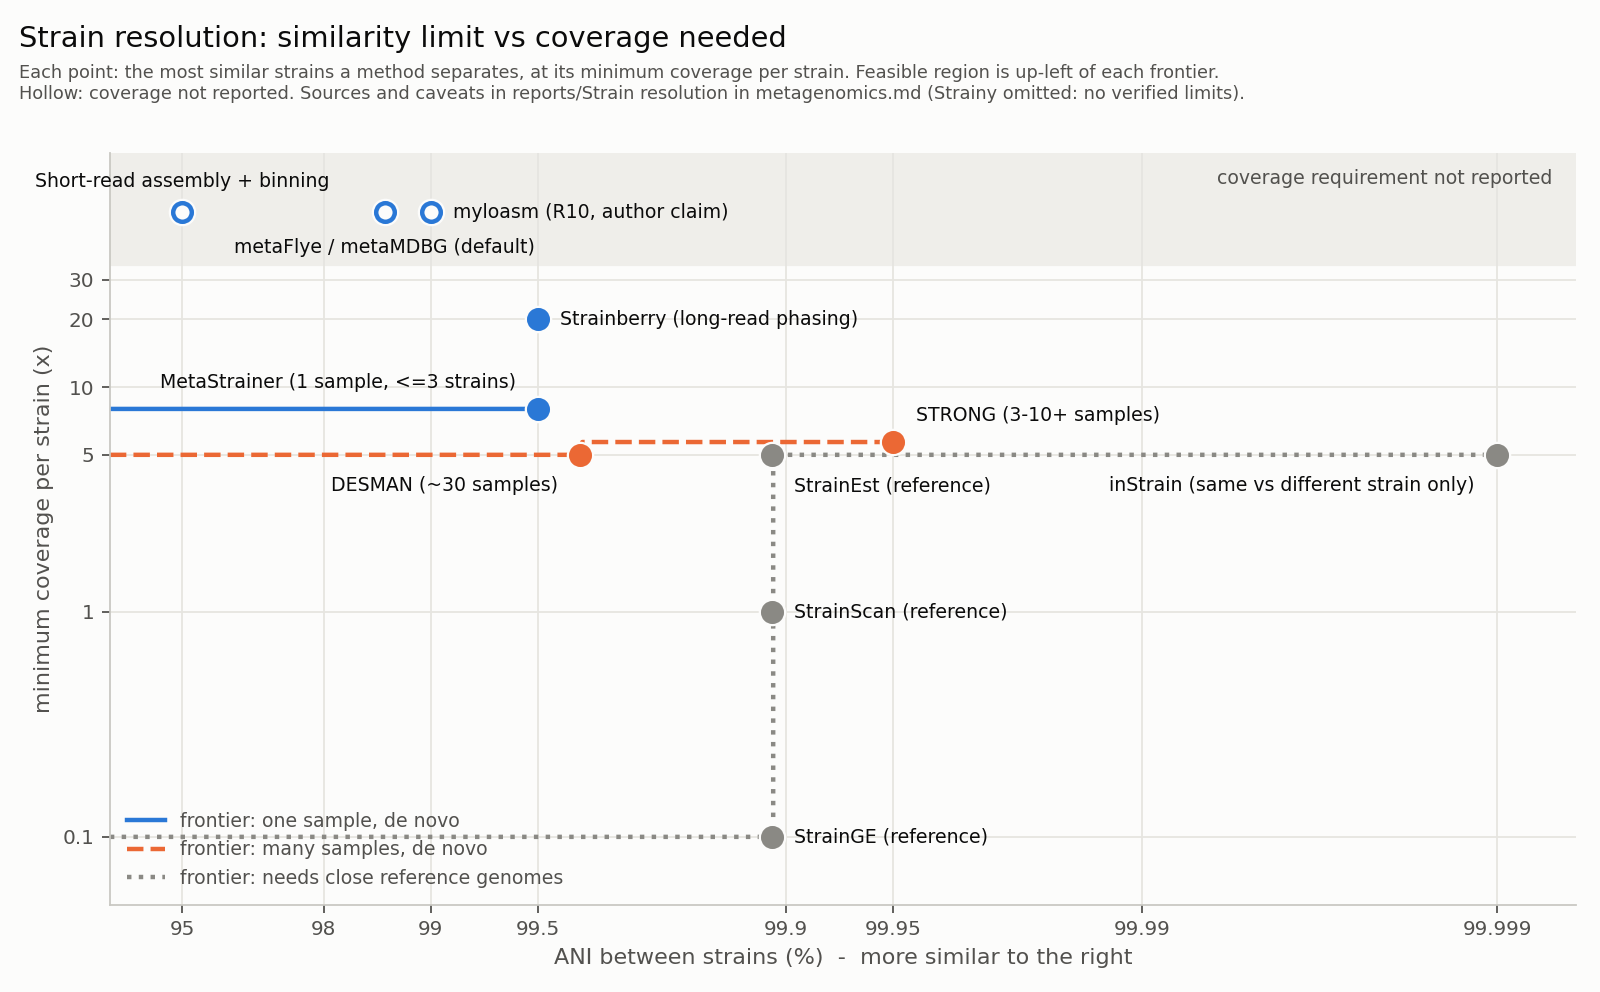 Strain resolution: similarity limit vs coverage needed
Each point: the most similar strains a method separates, at its minimum coverage per strain. Feasible region is up-left of each frontier.
Hollow: coverage not reported. Sources and caveats in reports/Strain resolution in metagenomics.md (Strainy omitted: no verified limits).
coverage requirement not reported
Short-read assembly + binning
myloasm (R10, author claim)
metaFlye / metaMDBG (default)
30
20
Strainberry (long-read phasing)
10
MetaStrainer (1 sample, <=3 strains)
STRONG (3-10+ samples)
5
DESMAN (~30 samples)
StrainEst (reference)
inStrain (same vs different strain only)
minimum coverage per strain (x)
1
StrainScan (reference)
0.1
StrainGE (reference)
frontier: one sample, de novo
frontier: many samples, de novo
frontier: needs close reference genomes
95
98
99
99.5
99.9
99.95
99.99
99.999
ANI between strains (%)  -  more similar to the right